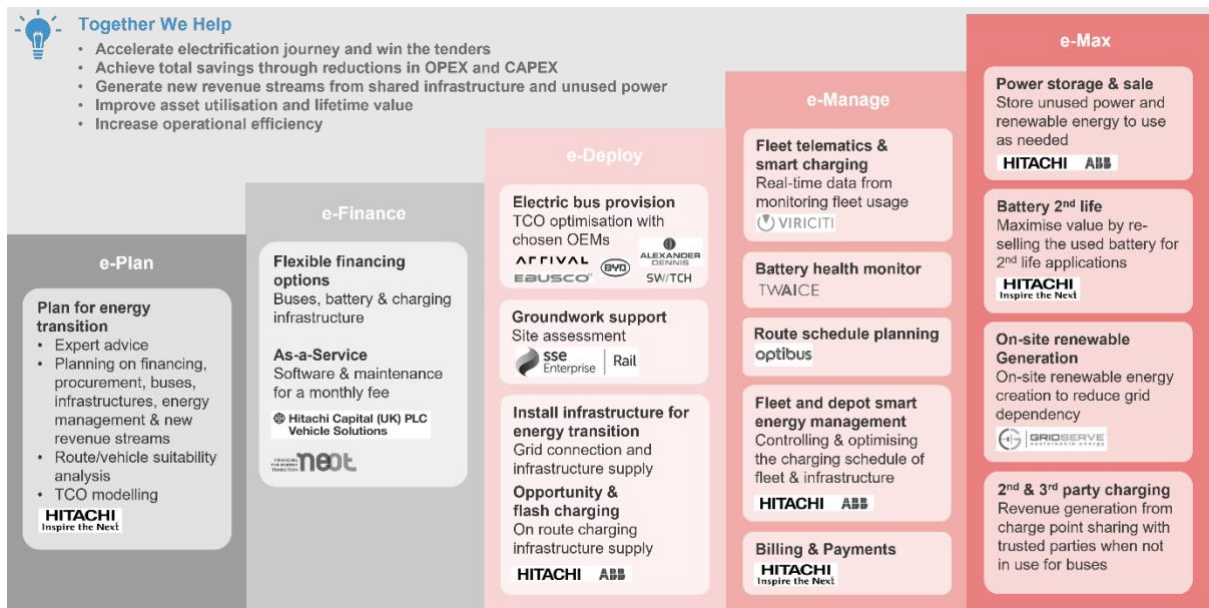 Together We Help
• Accelerate electrification journey and win the tenders
• Achieve total savings through reductions in OPEX and CAPEX
• Generate new revenue streams from shared infrastructure and unused power
• Improve asset utilisation and lifetime value
• Increase operational efficiency
e-Plan
Plan for energy
transition
• Expert advice
• Planning on financing,
procurement, buses,
infrastructures, energy
management & new
revenue streams
• Route/vehicle suitability
analysis
• TCO modelling
HITACHI
Inspire the Next
e-Finance
Flexible financing
options
Buses, battery & charging
infrastructure
As-a-Service
Software & maintenance
for a monthly fee
Hitachi Capital (UK) PLC
Vehicle Solutions
neot
e-Deploy
Electric bus provision
TCO optimisation with
chosen OEMs
ARRIVAL
BYD
ALEXANDER
DENNIS
EBUSCO®
SW/TCH
Groundwork support
Site assessment
sse
Enterprise
Rail
Install infrastructure for
energy transition
Grid connection and
infrastructure supply
Opportunity &
flash charging
On route charging
infrastructure supply
HITACHI ABB
e-Manage
Fleet telematics &
smart charging
Real-time data from
monitoring fleet usage
VIRICITI
Battery health monitor
TWAICE
Route schedule planning
optibus
Fleet and depot smart
energy management
Controlling & optimising
the charging schedule of
fleet & infrastructure
HITACHI ABB
Billing & Payments
HITACHI
Inspire the Next
e-Max
Power storage & sale
Store unused power and
renewable energy to use
as needed
HITACHI ABB
Battery 2nd life
Maximise value by re-
selling the used battery for
2nd life applications
HITACHI
Inspire the Next
On-site renewable
Generation
On-site renewable energy
creation to reduce grid
dependency
GRIDSERVE
sustainable energy
2nd & 3rd party charging
Revenue generation from
charge point sharing with
trusted parties when not
in use for buses